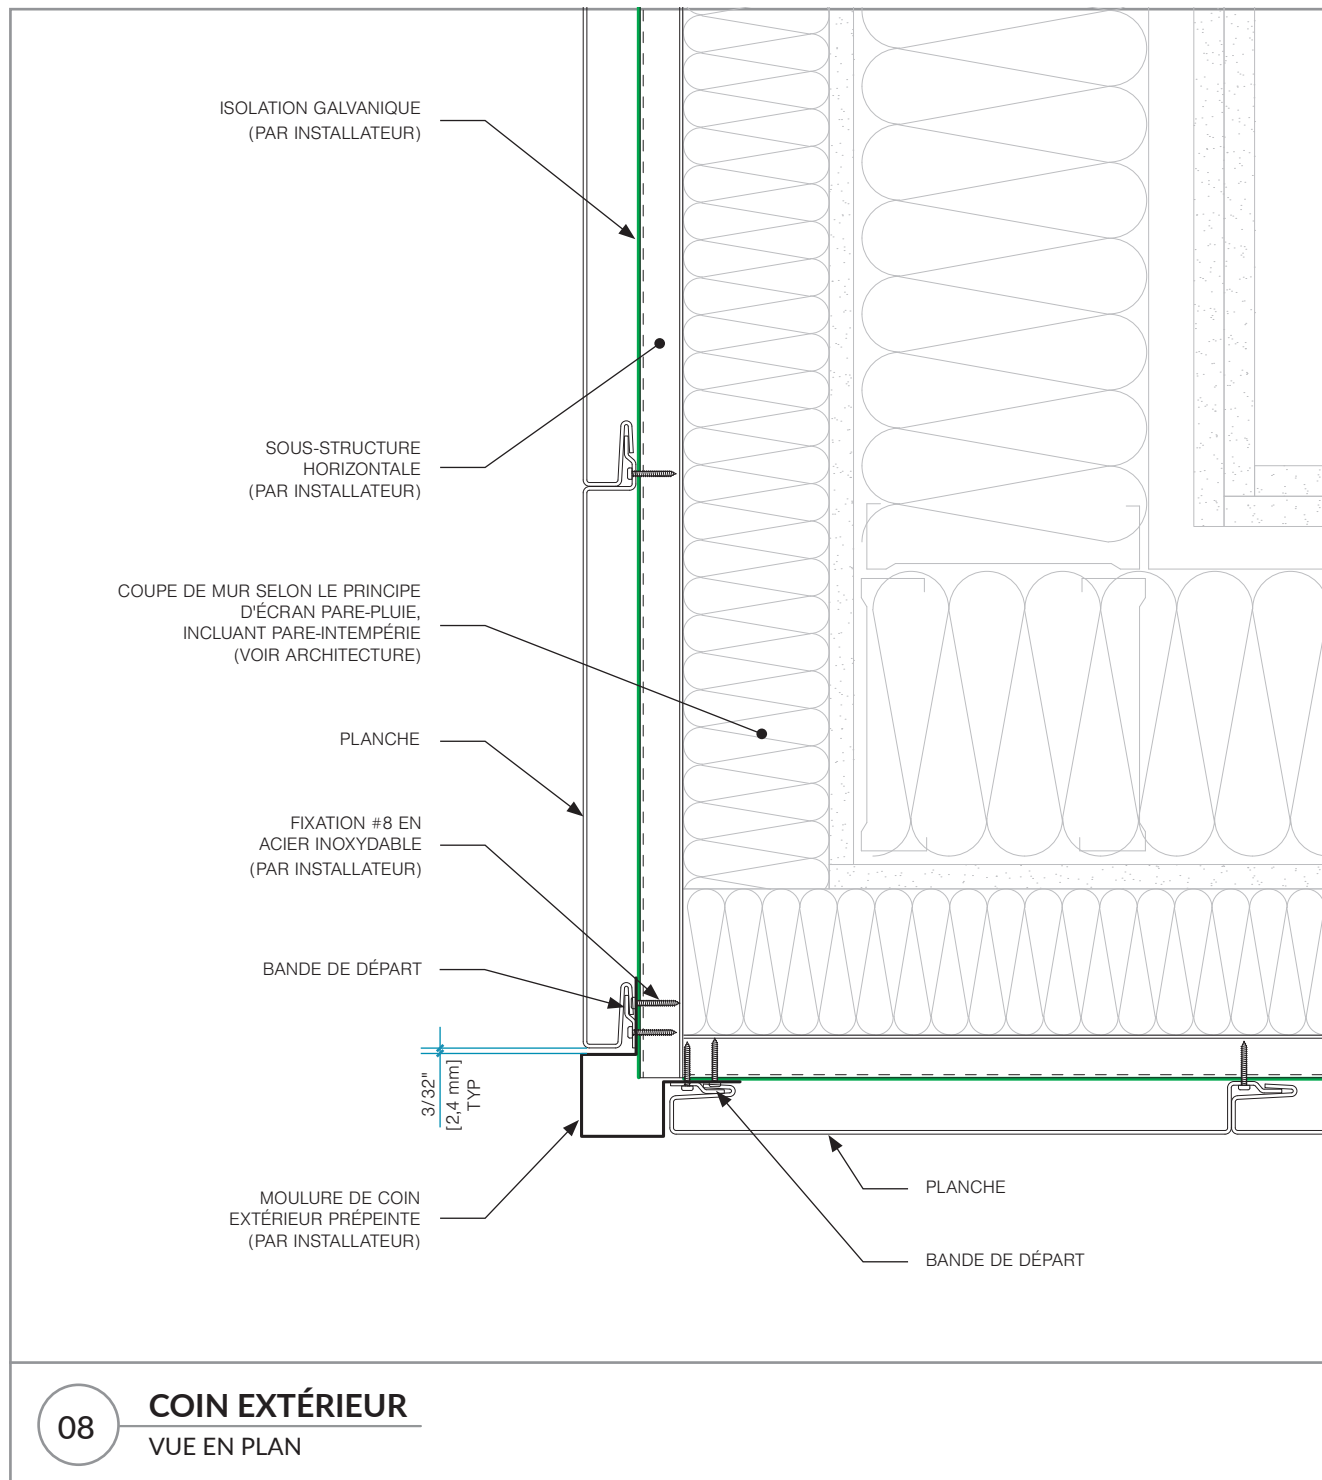 ISOLATION GALVANIQUE
(PAR INSTALLATEUR)
SOUS-STRUCTURE
HORIZONTALE
(PAR INSTALLATEUR)
COUPE DE MUR SELON LE PRINCIPE
D'ÉCRAN PARE-PLUIE,
INCLUANT PARE-INTEMPÉRIE
(VOIR ARCHITECTURE)
PLANCHE
FIXATION #8 EN
ACIER INOXYDABLE
(PAR INSTALLATEUR)
BANDE DE DÉPART
3/32"
[2,4 mm]
TYP
MOULURE DE COIN
EXTÉRIEUR PRÉPEINTE
(PAR INSTALLATEUR)
PLANCHE
BANDE DE DÉPART
08
COIN EXTÉRIEUR
VUE EN PLAN